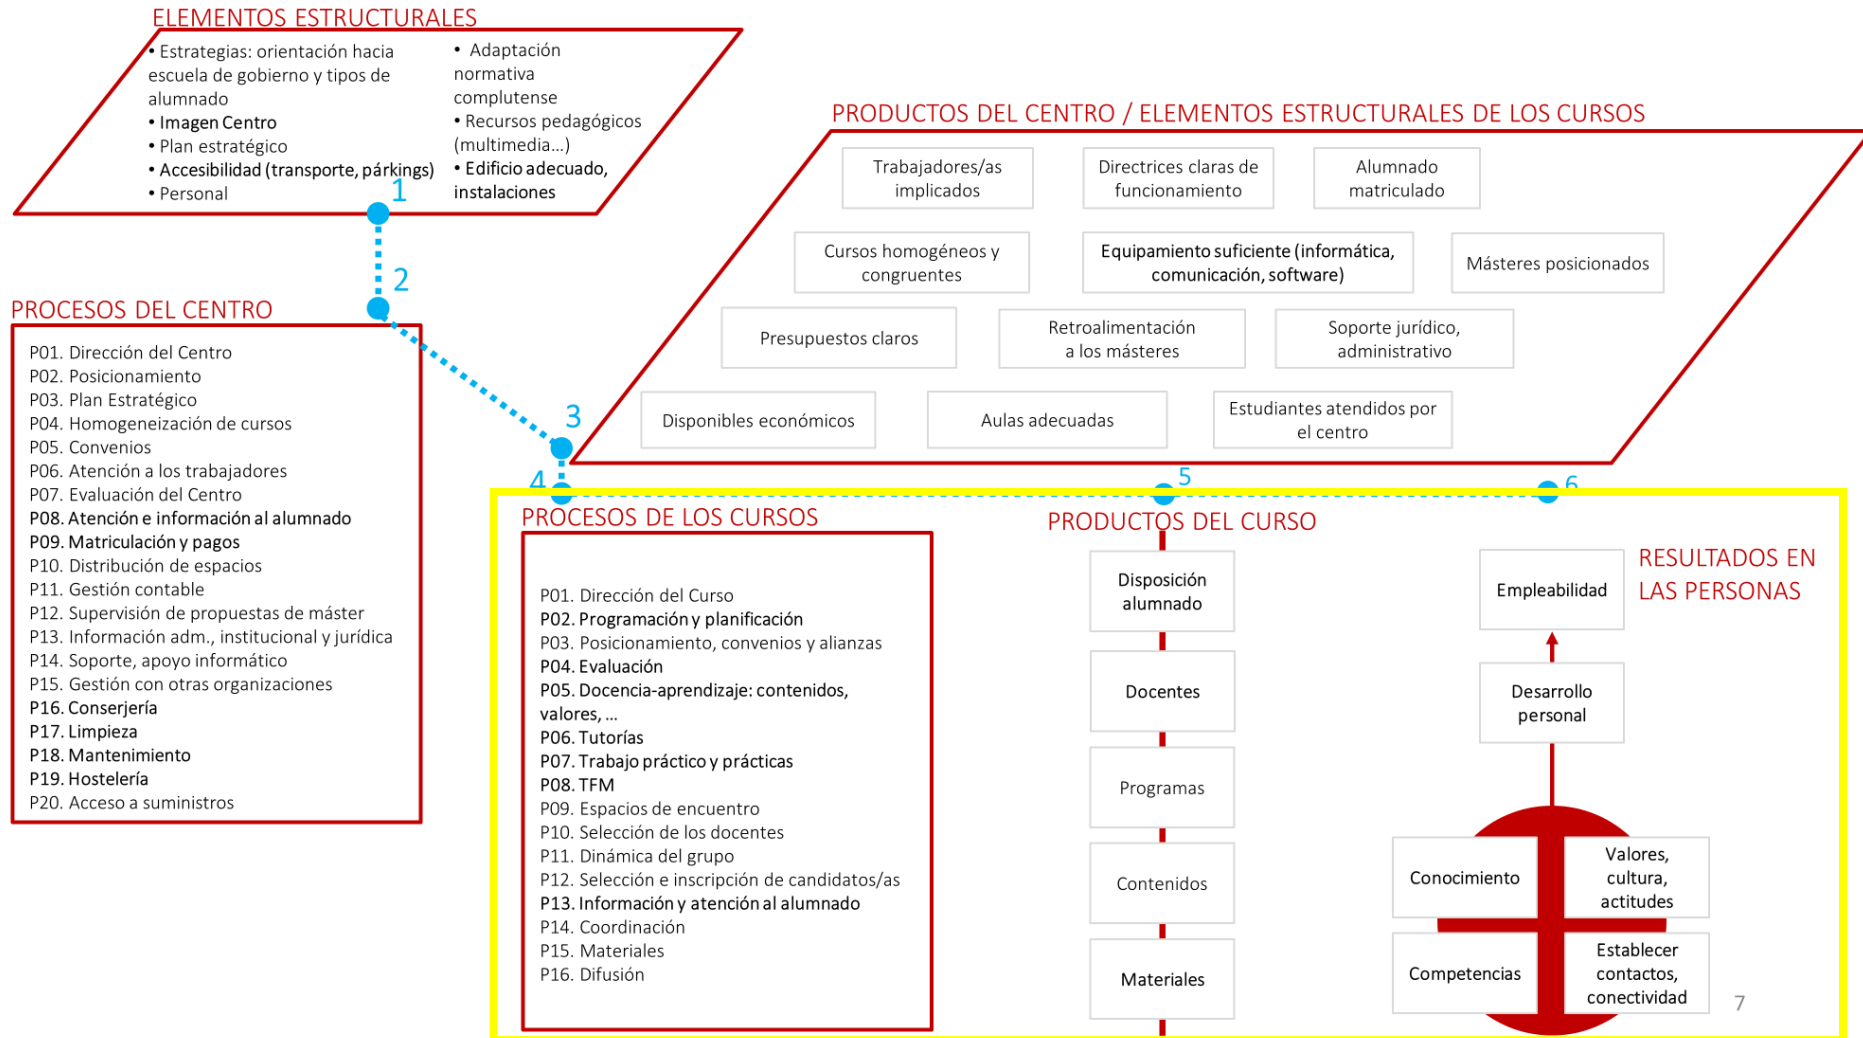 ELEMENTOS ESTRUCTURALES
• Estrategias: orientación hacia
escuela de gobierno y tipos de
alumnado
• Imagen Centro
• Plan estratégico
• Accesibilidad (transporte, párkings)
• Personal
• Adaptación
normativa
complutense
• Recursos pedagógicos
(multimedia...)
• Edificio adecuado,
instalaciones
1
2
PROCESOS DEL CENTRO
P01. Dirección del Centro
P02. Posicionamiento
P03. Plan Estratégico
P04. Homogeneización de cursos
P05. Convenios
P06. Atención a los trabajadores
P07. Evaluación del Centro
P08. Atención e información al alumnado
P09. Matriculación y pagos
P10. Distribución de espacios
P11. Gestión contable
P12. Supervisión de propuestas de máster
P13. Información adm., institucional y jurídica
P14. Soporte, apoyo informático
P15. Gestión con otras organizaciones
P16. Conserjería
P17. Limpieza
P18. Mantenimiento
P19. Hostelería
P20. Acceso a suministros
3
PRODUCTOS DEL CENTRO / ELEMENTOS ESTRUCTURALES DE LOS CURSOS
Trabajadores/as
implicados
Directrices claras de
funcionamiento
Alumnado
matriculado
Cursos homogéneos y
congruentes
Equipamiento suficiente (informática,
comunicación, software)
Másteres posicionados
Presupuestos claros
Retroalimentación
a los másteres
Soporte jurídico,
administrativo
Disponibles económicos
Aulas adecuadas
Estudiantes atendidos por
el centro
4
5
6
PROCESOS DE LOS CURSOS
P01. Dirección del Curso
P02. Programación y planificación
P03. Posicionamiento, convenios y alianzas
P04. Evaluación
P05. Docencia-aprendizaje: contenidos,
valores, ...
P06. Tutorías
P07. Trabajo práctico y prácticas
P08. TFM
P09. Espacios de encuentro
P10. Selección de los docentes
P11. Dinámica del grupo
P12. Selección e inscripción de candidatos/as
P13. Información y atención al alumnado
P14. Coordinación
P15. Materiales
P16. Difusión
PRODUCTOS DEL CURSO
Disposición
alumnado
Docentes
Programas
Contenidos
Materiales
RESULTADOS EN
LAS PERSONAS
Empleabilidad
Desarrollo
personal
Conocimiento
Valores,
cultura,
actitudes
Competencias
Establecer
contactos,
conectividad
7